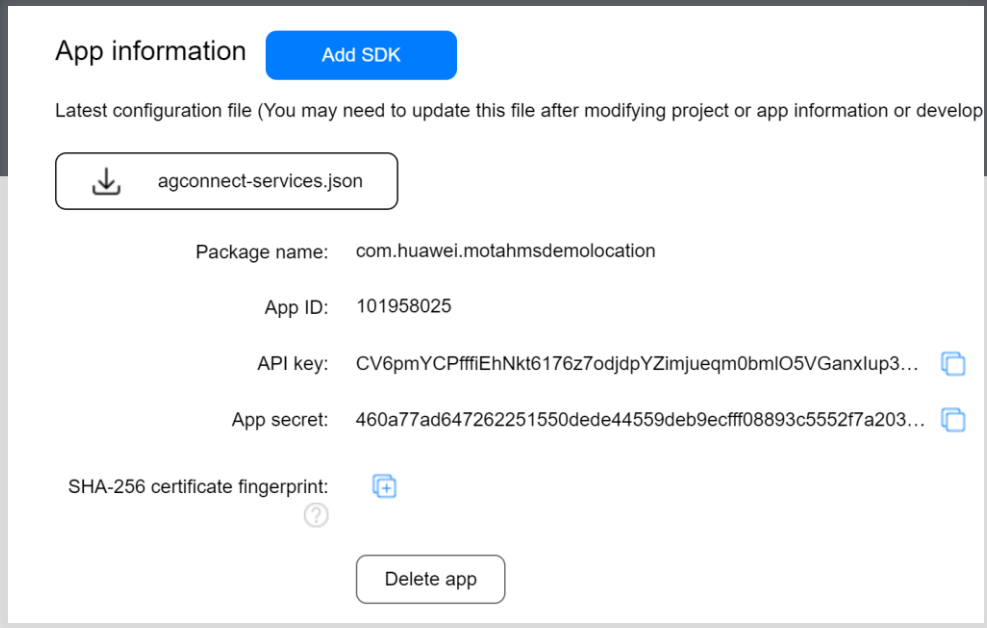 App information
Add SDK
Latest configuration file (You may need to update this file after modifying project or app information or develop
agconnect-services.json
Package name: com.huawei.motahmsdemolocation
App ID: 101958025
API key: CV6pmYCPfffiEhNkt6176z7odjdpYZimjueqm0bmlO5VGanxIup3...
App secret: 460a77ad647262251550dede44559deb9ecfff08893c5552f7a203...
SHA-256 certificate fingerprint:
?
Delete app